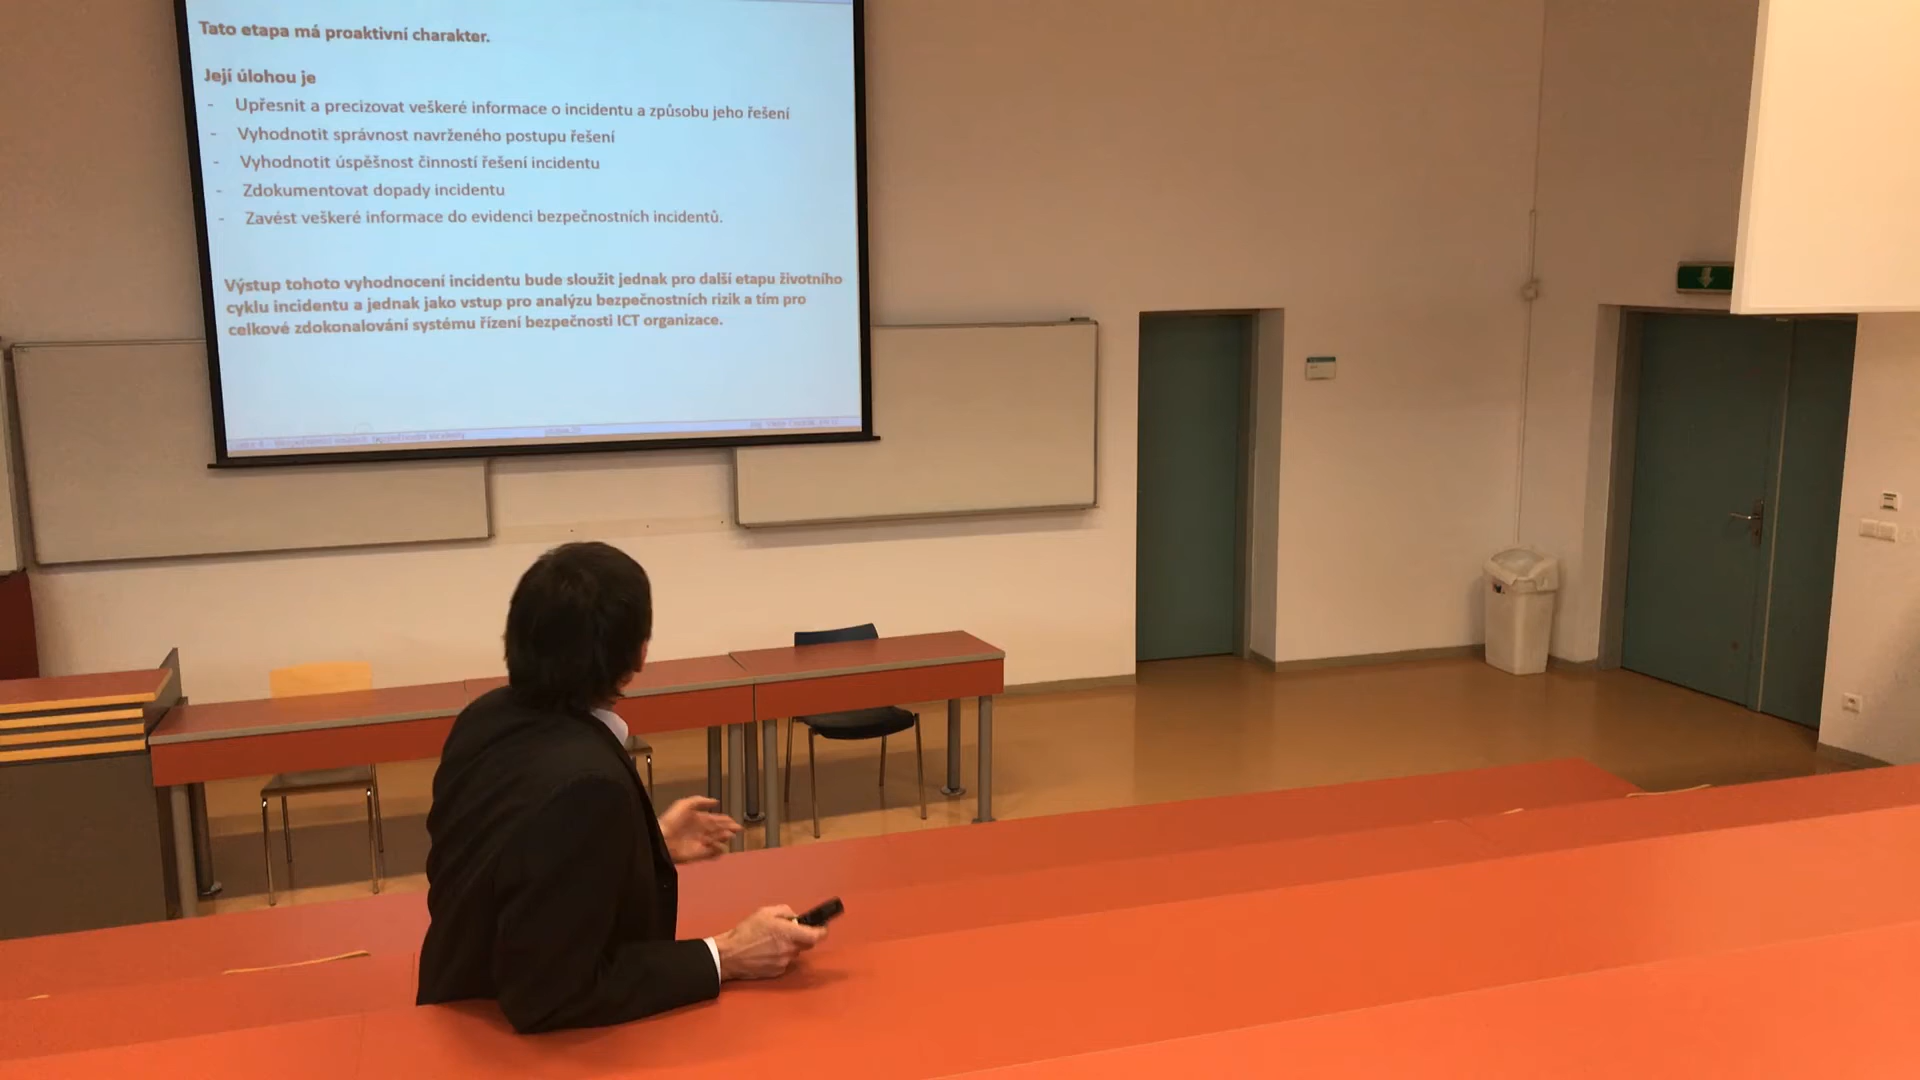 Tato etapa má proaktivní charakter.
Její úlohou je
- Upřesnit a precizovat veškeré informace o incidentu a způsobu jeho řešení
- Vyhodnotit správnost navrženého postupu řešení
- Vyhodnotit úspěšnost činností řešení incidentu
- Zdokumentovat dopady incidentu
- Zavést veškeré informace do evidenci bezpečnostních incidentů.
Výstup tohoto vyhodnocení incidentu bude sloužit jednak pro další etapu životního
cyklu incidentu a jednak jako vstup pro analýzu bezpečnostních rizik a tím pro
celkové zdokonalování systému řízení bezpečnosti ICT organizace.